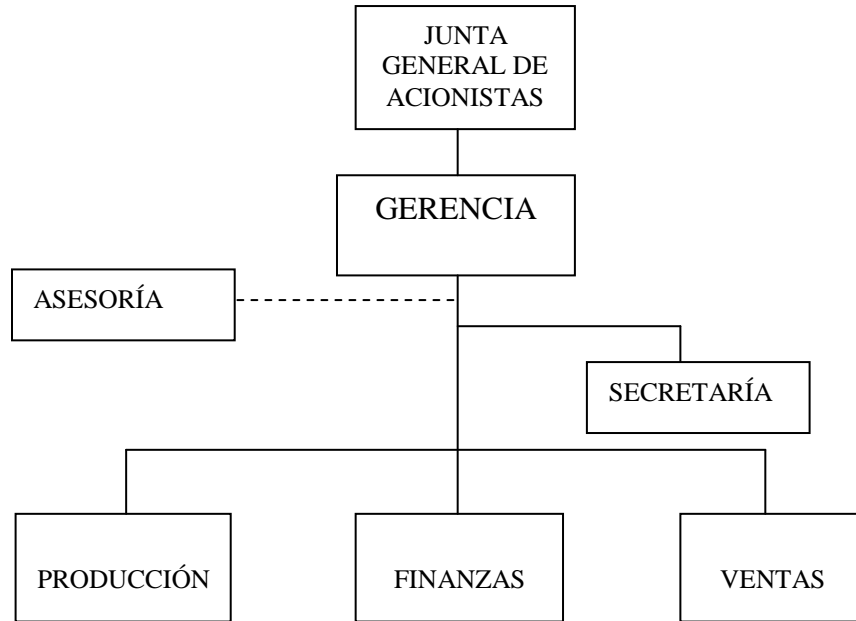 JUNTA
GENERAL DE
ACIONISTAS
GERENCIA
ASESORÍA
SECRETARÍA
PRODUCCIÓN
FINANZAS
VENTAS